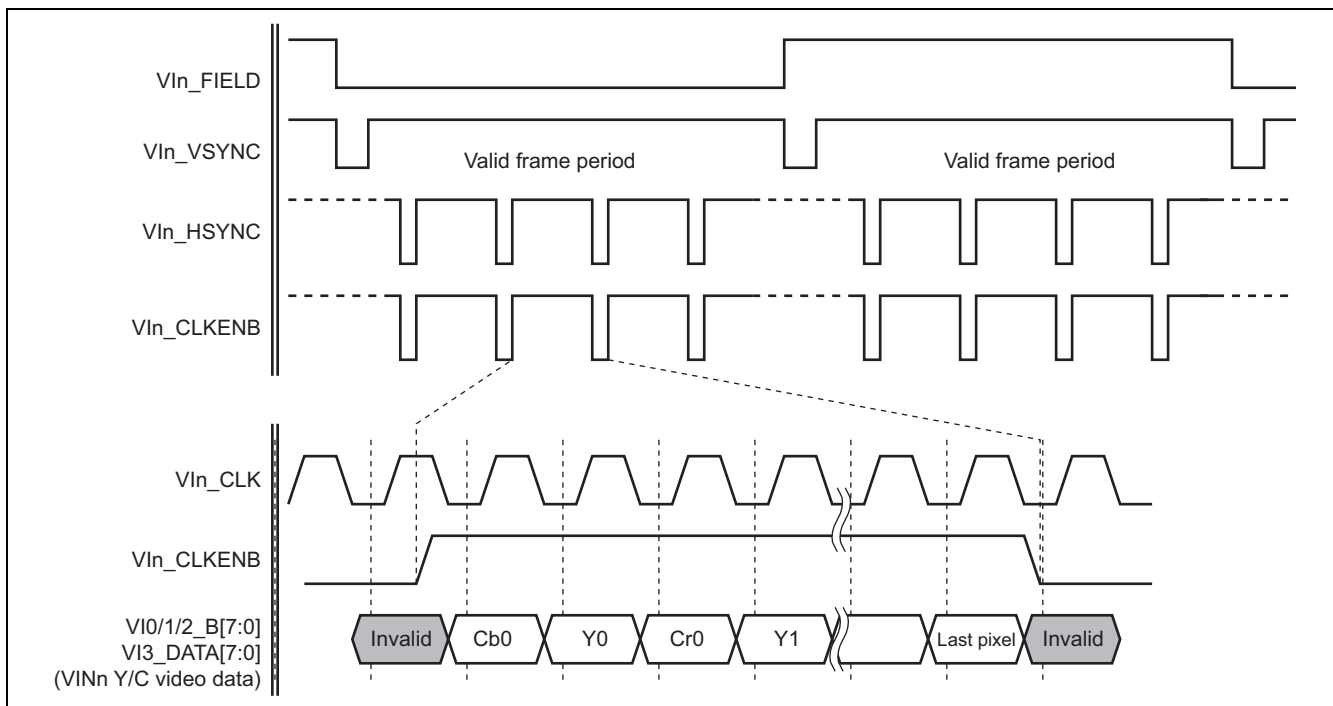 VIn_FIELD
VIn_VSYNC
Valid frame period
Valid frame period
VIn_HSYNC
VIn_CLKENB
VIn_CLK
VIn_CLKENB
VI0/1/2_B[7:0]
VI3_DATA[7:0]
(VINn Y/C video data)
Invalid
Cb0
Y0
Cr0
Y1
Last pixel
Invalid